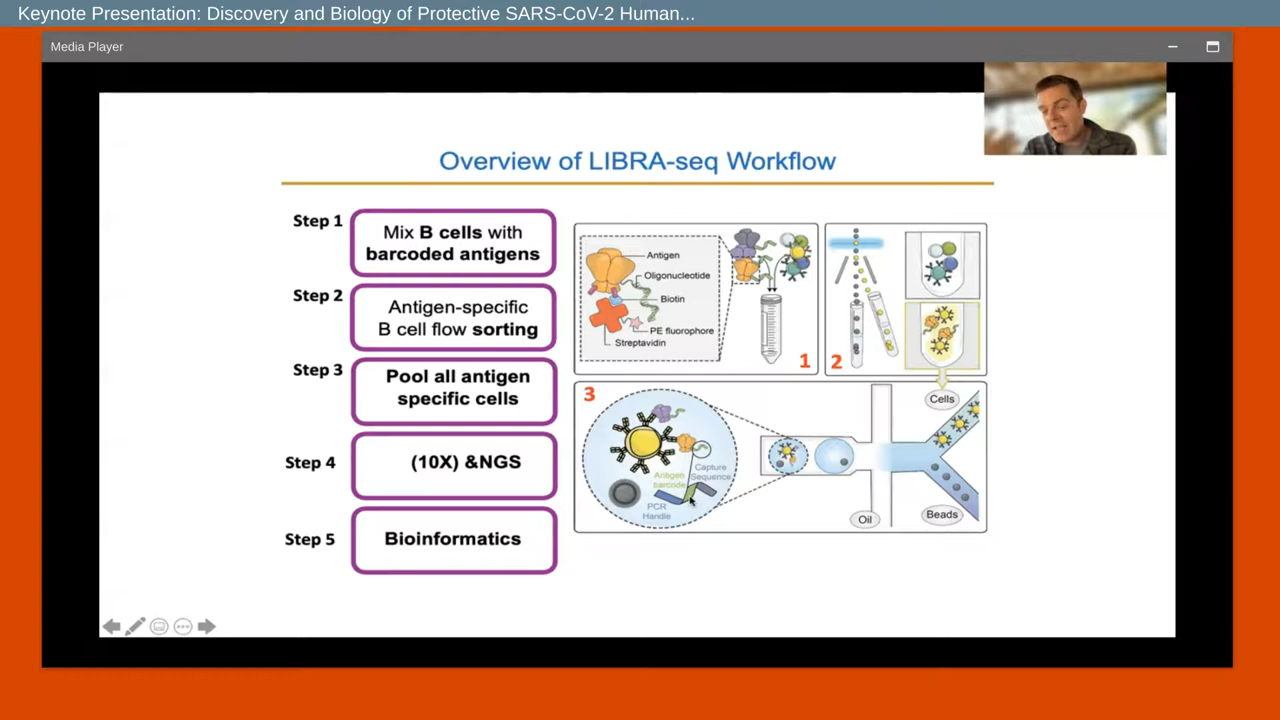 Keynote Presentation: Discovery and Biology of Protective SARS-CoV-2 Human...
Media Player
Overview of LIBRA-seq Workflow
Step 1
Mix B cells with
barcoded antigens
Step 2
Antigen-specific
B cell flow sorting
Step 3
Pool all antigen
specific cells
Step 4
(10X) &NGS
Step 5
Bioinformatics
Antigen
Oligonucleotide
Biotin
PE fluorophore
Streptavidin
1
2
3
Antigen
barcode
Capture
Sequence
PCR
Handle
Cells
Oil
Beads